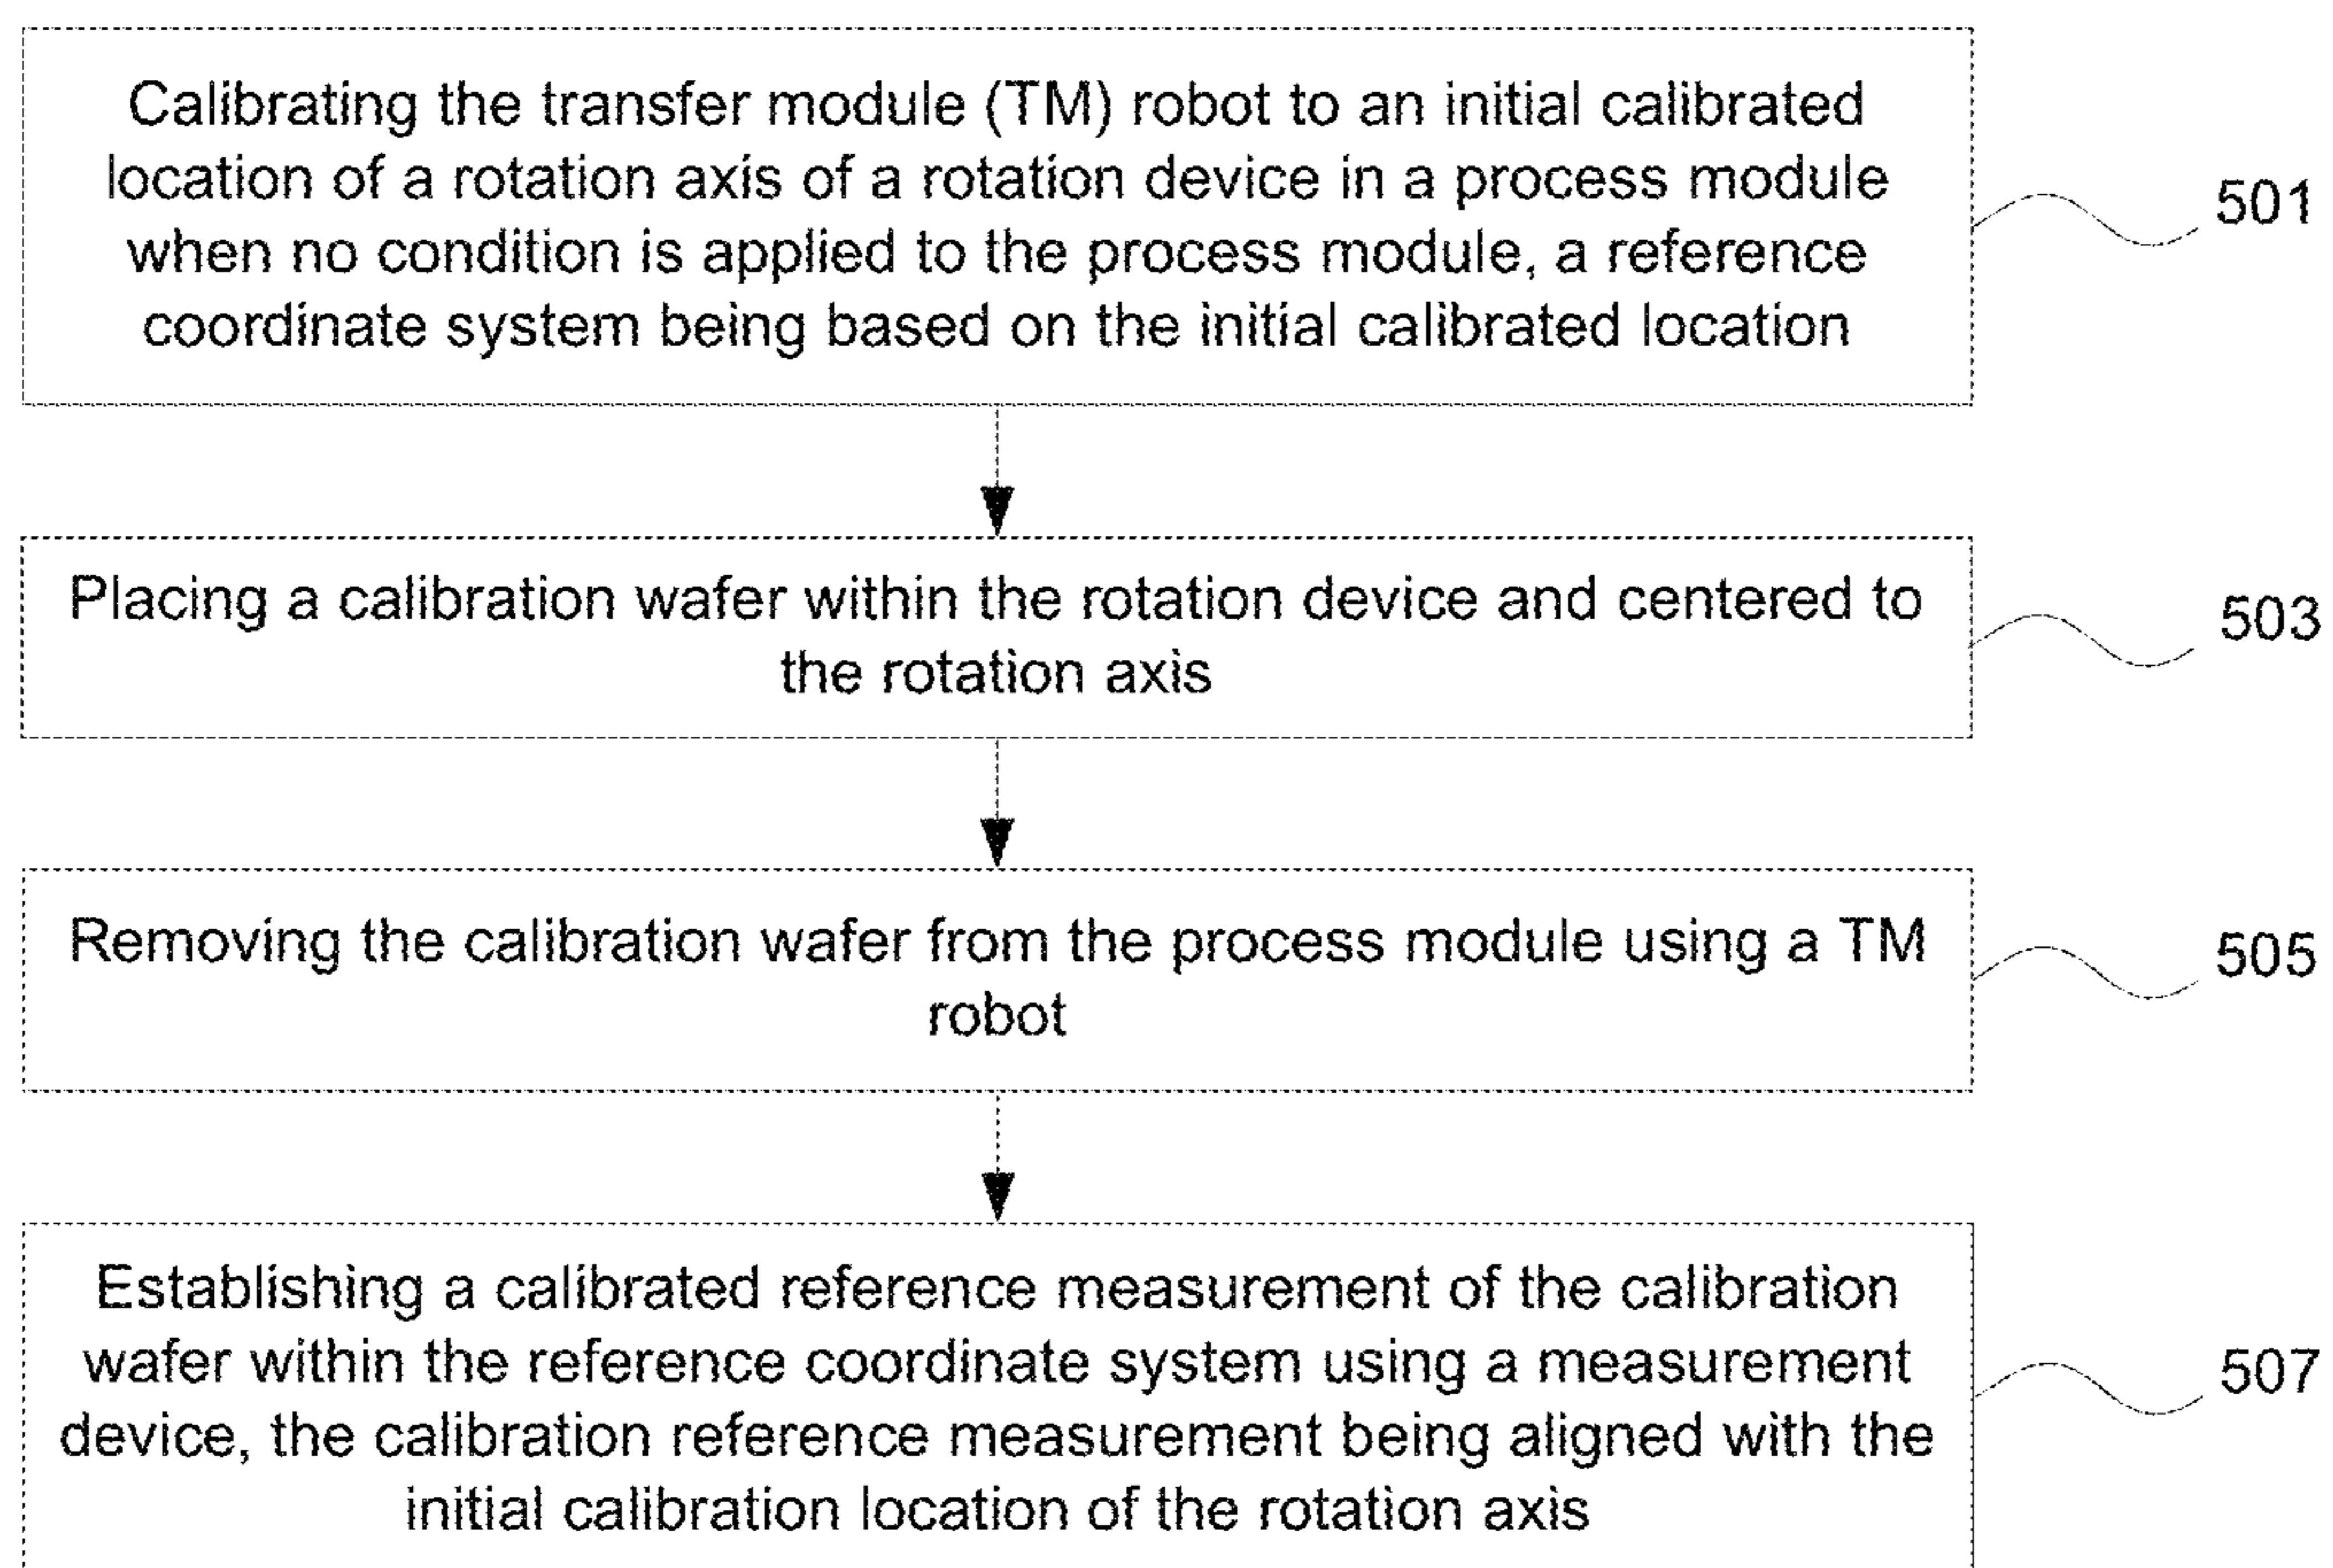 Calibrating the transfer module (TM) robot to an initial calibrated
location of a rotation axis of a rotation device in a process module
when no condition is applied to the process module, a reference
coordinate system being based on the initial calibrated location
501
Placing a calibration wafer within the rotation device and centered to
the rotation axis
503
Removing the calibration wafer from the process module using a TM
robot
505
Establishing a calibrated reference measurement of the calibration
wafer within the reference coordinate system using a measurement
device, the calibration reference measurement being aligned with the
initial calibration location of the rotation axis
507